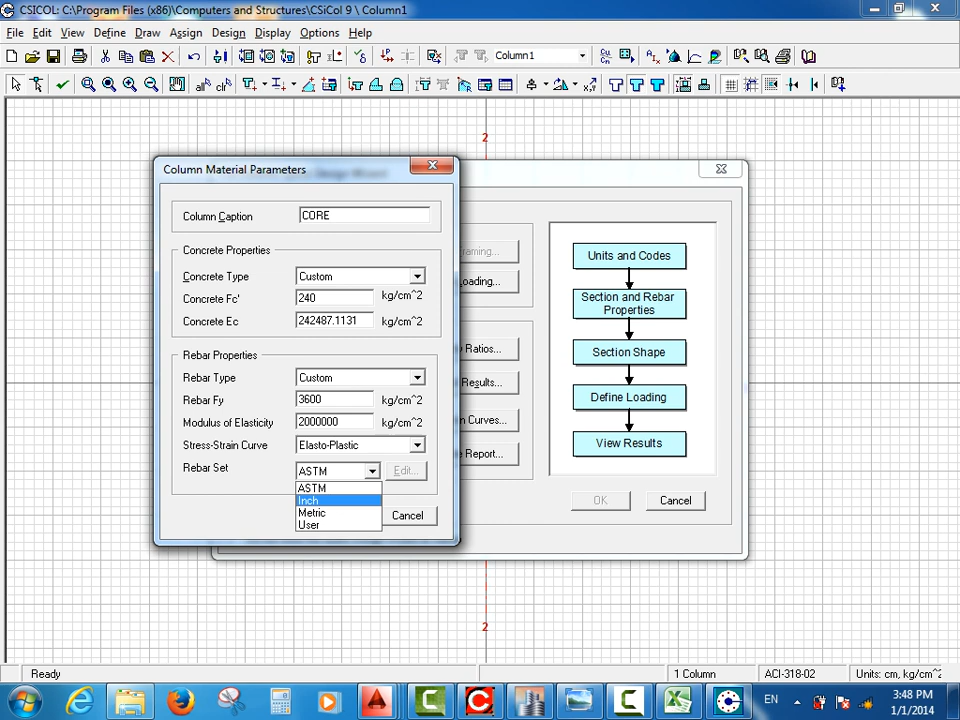 CSICOL: C:\Program Files (x86)\Computers and Structures\CSiCol 9 \ Column1
File Edit View Define Draw Assign Design Display Options Help
Column1
2
Column Material Parameters
Column Caption CORE
Concrete Properties
Concrete Type Custom
Concrete Fc' 240 kg/cm^2
Concrete Ec 242487.1131 kg/cm^2
Rebar Properties
Rebar Type Custom
Rebar Fy 3600 kg/cm^2
Modulus of Elasticity 2000000 kg/cm^2
Stress-Strain Curve Elasto-Plastic
Rebar Set ASTM Edit...
ASTM
Inch
Metric
User
Cancel
raming...
oading...
Ratios...
Results...
n Curves...
Report...
Units and Codes
Section and Rebar
Properties
Section Shape
Define Loading
View Results
OK Cancel
2
Ready 1 Column ACI-318-02 Units: cm, kg/cm^2
EN 3:48 PM
1/1/2014